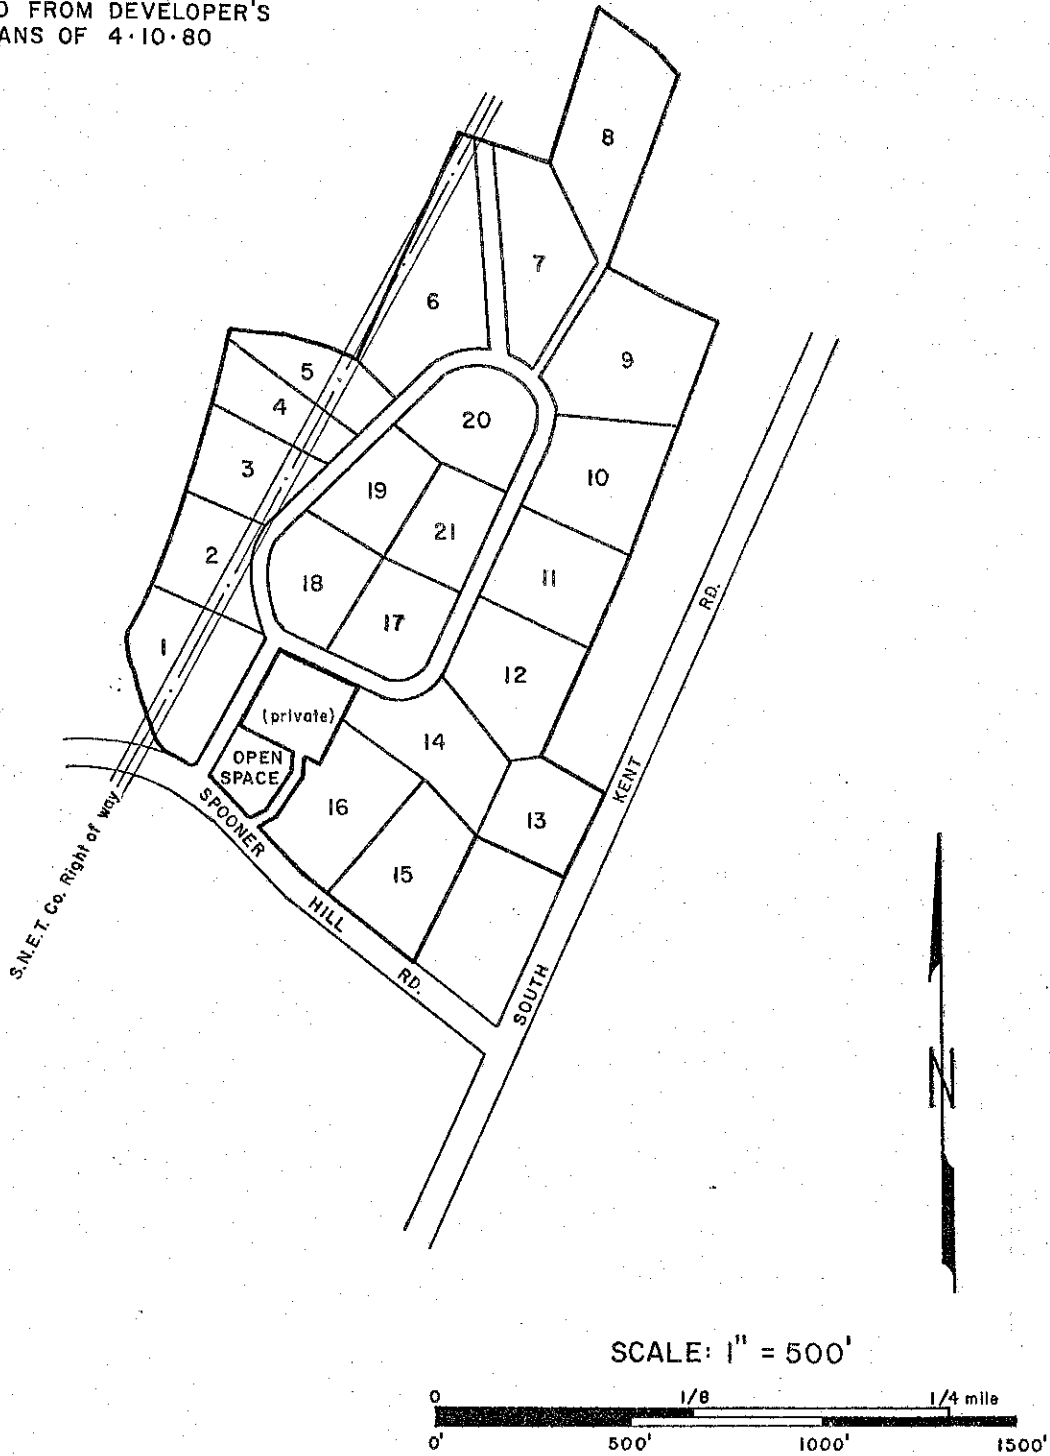 FROM DEVELOPER'S
OF 4·10·80
8
7
6
9
5
4
20
3
19
10
21
2
11
18
17
RD.
1
12
(private)
14
OPEN
SPACE
KENT
16
13
SPOONER
S.N.E.T. Co. Right of way
15
HILL
RD.
SOUTH
N
SCALE: 1" = 500'
0 1/8 1/4 mile
0' 500' 1000' 1500'